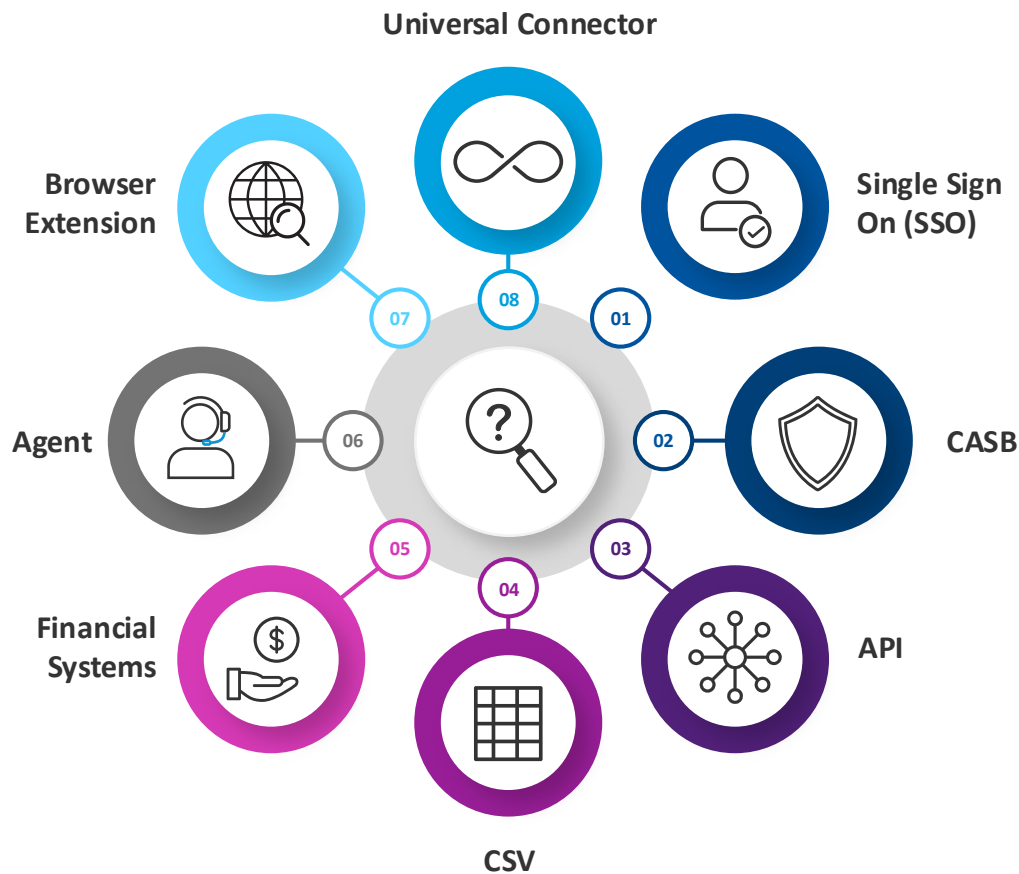 Universal Connector
Browser
Extension
Single Sign
On (SSO)
08
07
01
?
Agent
06
02
CASB
05
03
04
Financial
Systems
$
API
CSV